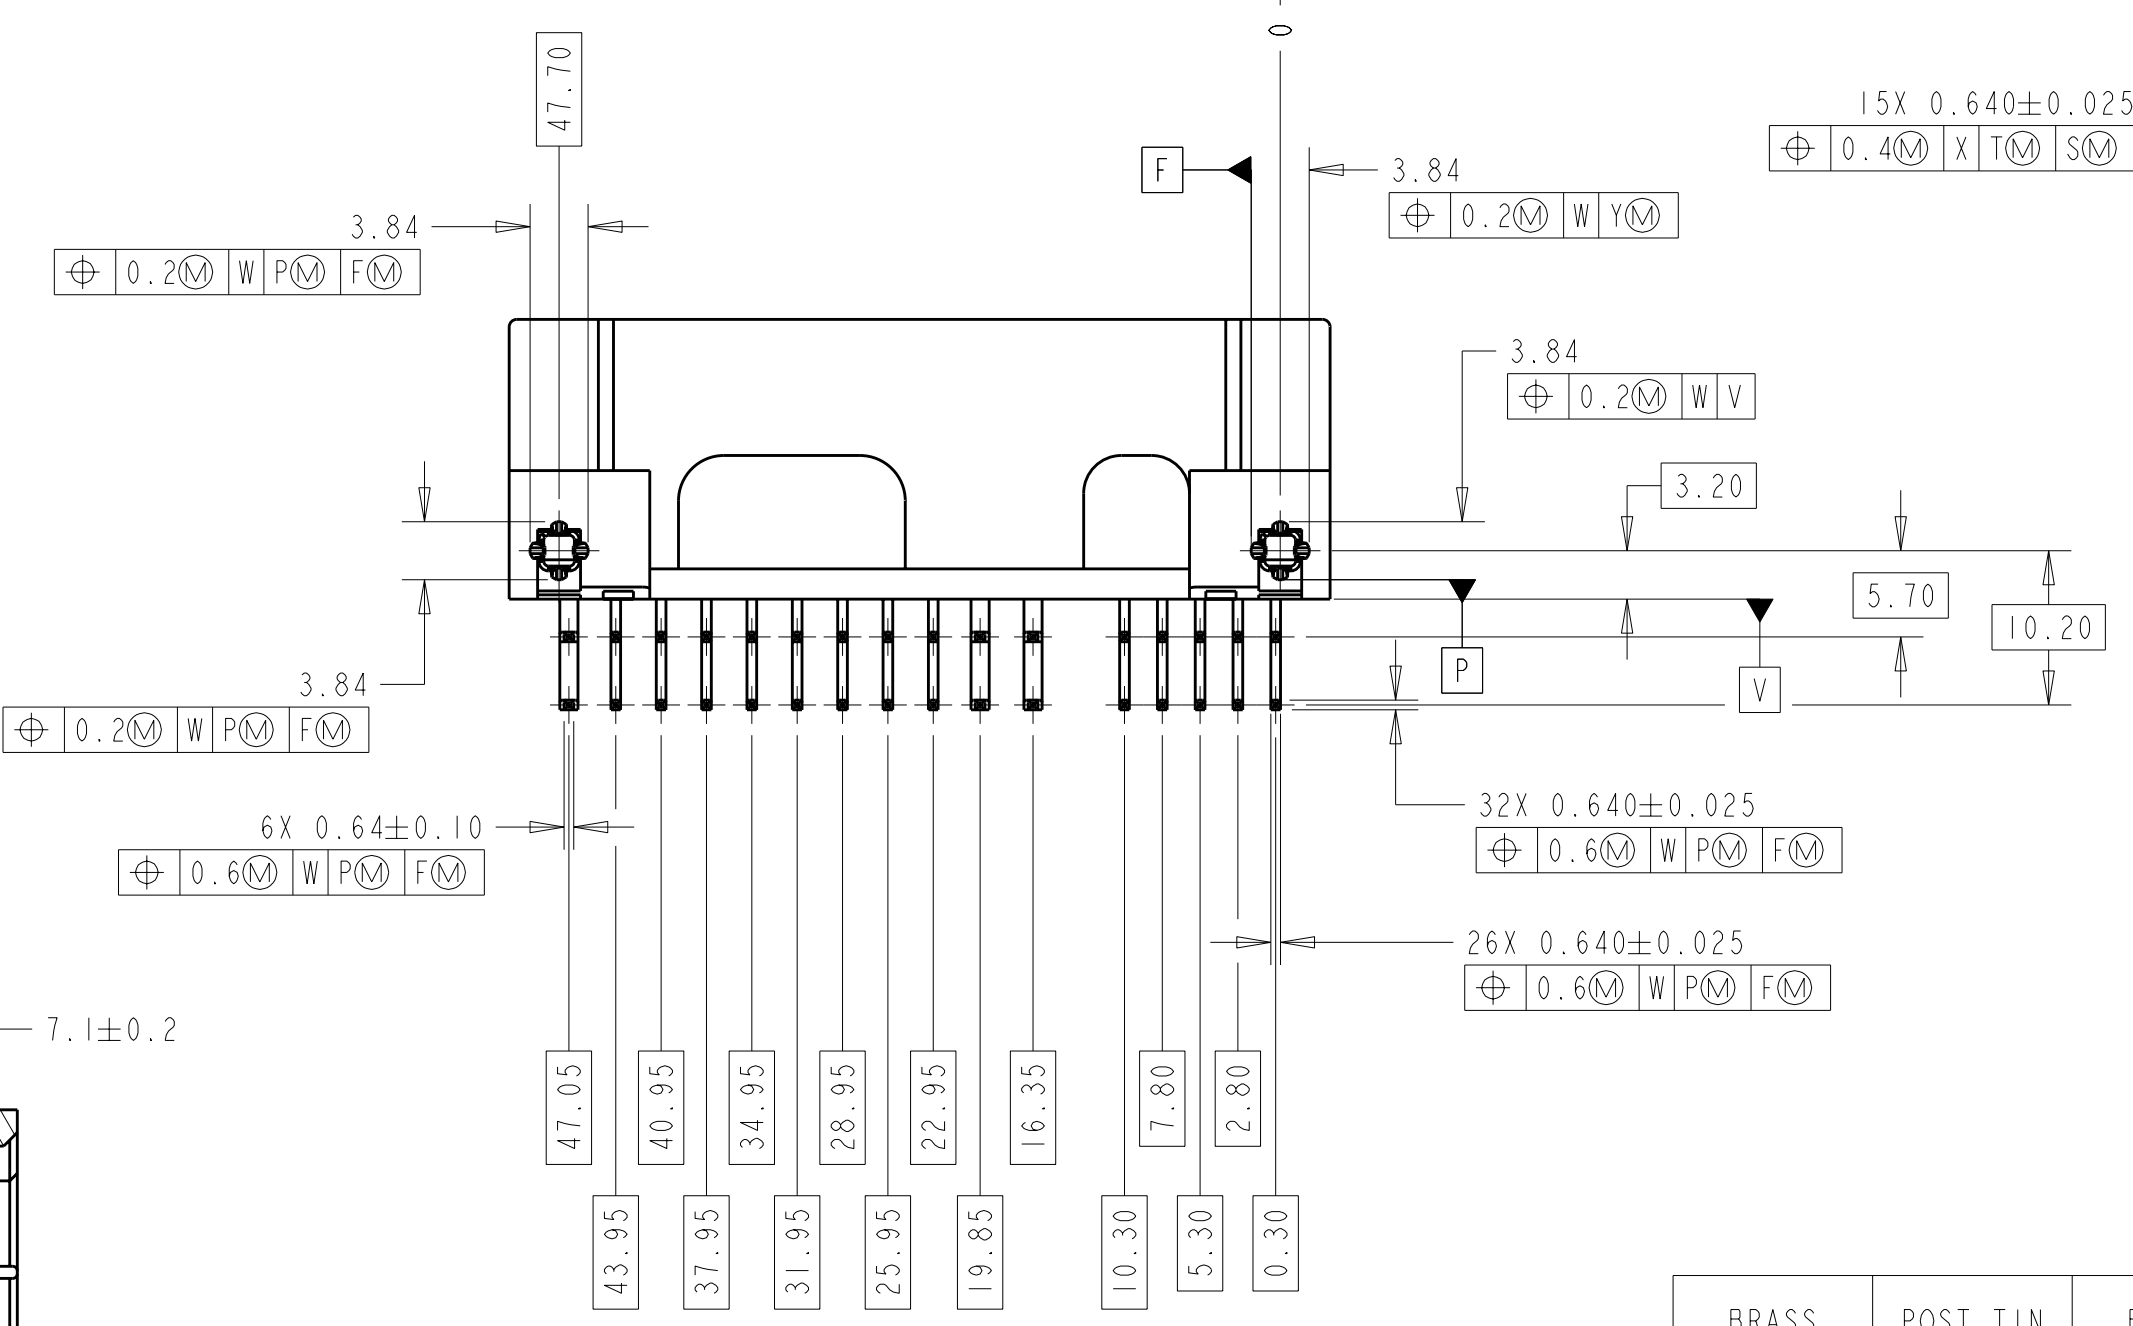 0
47.70
15X 0.640±0.025
⌖ 0.4Ⓜ X TⓂ SⓂ
F
3.84
⌖ 0.2Ⓜ W YⓂ
3.84
⌖ 0.2Ⓜ W PⓂ FⓂ
3.84
⌖ 0.2Ⓜ W V
3.20
5.70
10.20
P
V
3.84
⌖ 0.2Ⓜ W PⓂ FⓂ
32X 0.640±0.025
⌖ 0.6Ⓜ W PⓂ FⓂ
6X 0.64±0.10
⌖ 0.6Ⓜ W PⓂ FⓂ
26X 0.640±0.025
⌖ 0.6Ⓜ W PⓂ FⓂ
7.1±0.2
47.05
43.95
40.95
37.95
34.95
31.95
28.95
25.95
22.95
19.85
16.35
10.30
7.80
5.30
2.80
0.30
BRASS
POST TIN